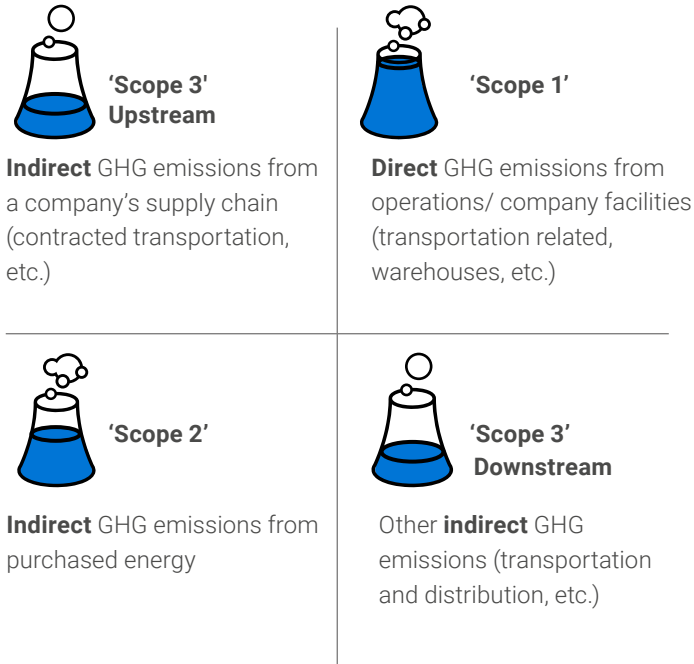 ‘Scope 3'
Upstream
Indirect GHG emissions from
a company’s supply chain
(contracted transportation,
etc.)
‘Scope 1’
Direct GHG emissions from
operations/ company facilities
(transportation related,
warehouses, etc.)
‘Scope 2’
Indirect GHG emissions from
purchased energy
‘Scope 3’
Downstream
Other indirect GHG
emissions (transportation
and distribution, etc.)